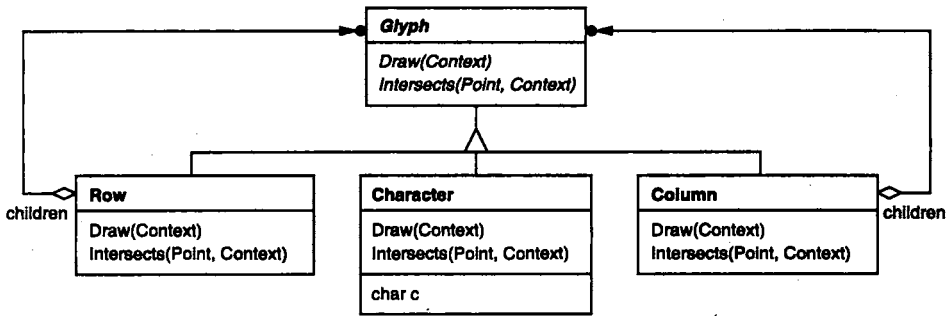 Glyph
Draw(Context)
Intersects(Point, Context)
Row
Draw(Context)
Intersects(Point, Context)
children
Character
Draw(Context)
Intersects(Point, Context)
char c
Column
Draw(Context)
Intersects(Point, Context)
children